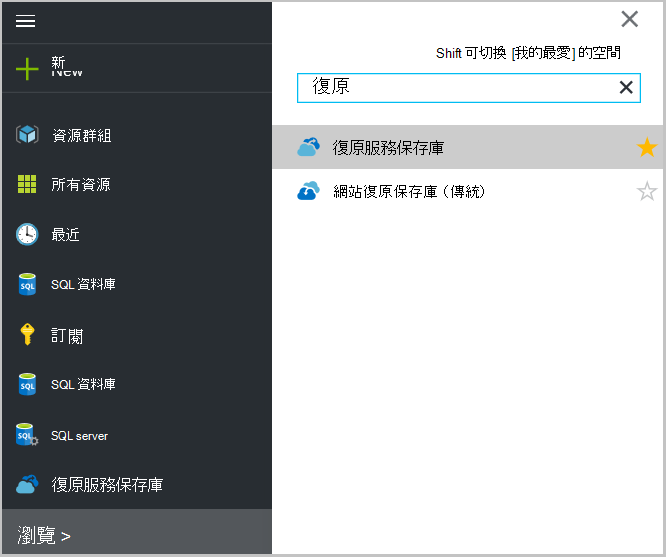 新
New
資源群組
所有資源
最近
SQL 資料庫
訂閱
SQL 資料庫
SQL server
復原服務保存庫
瀏覽 >
Shift 可切換 [我的最愛] 的空間
復原
復原服務保存庫
網站復原保存庫 (傳統)